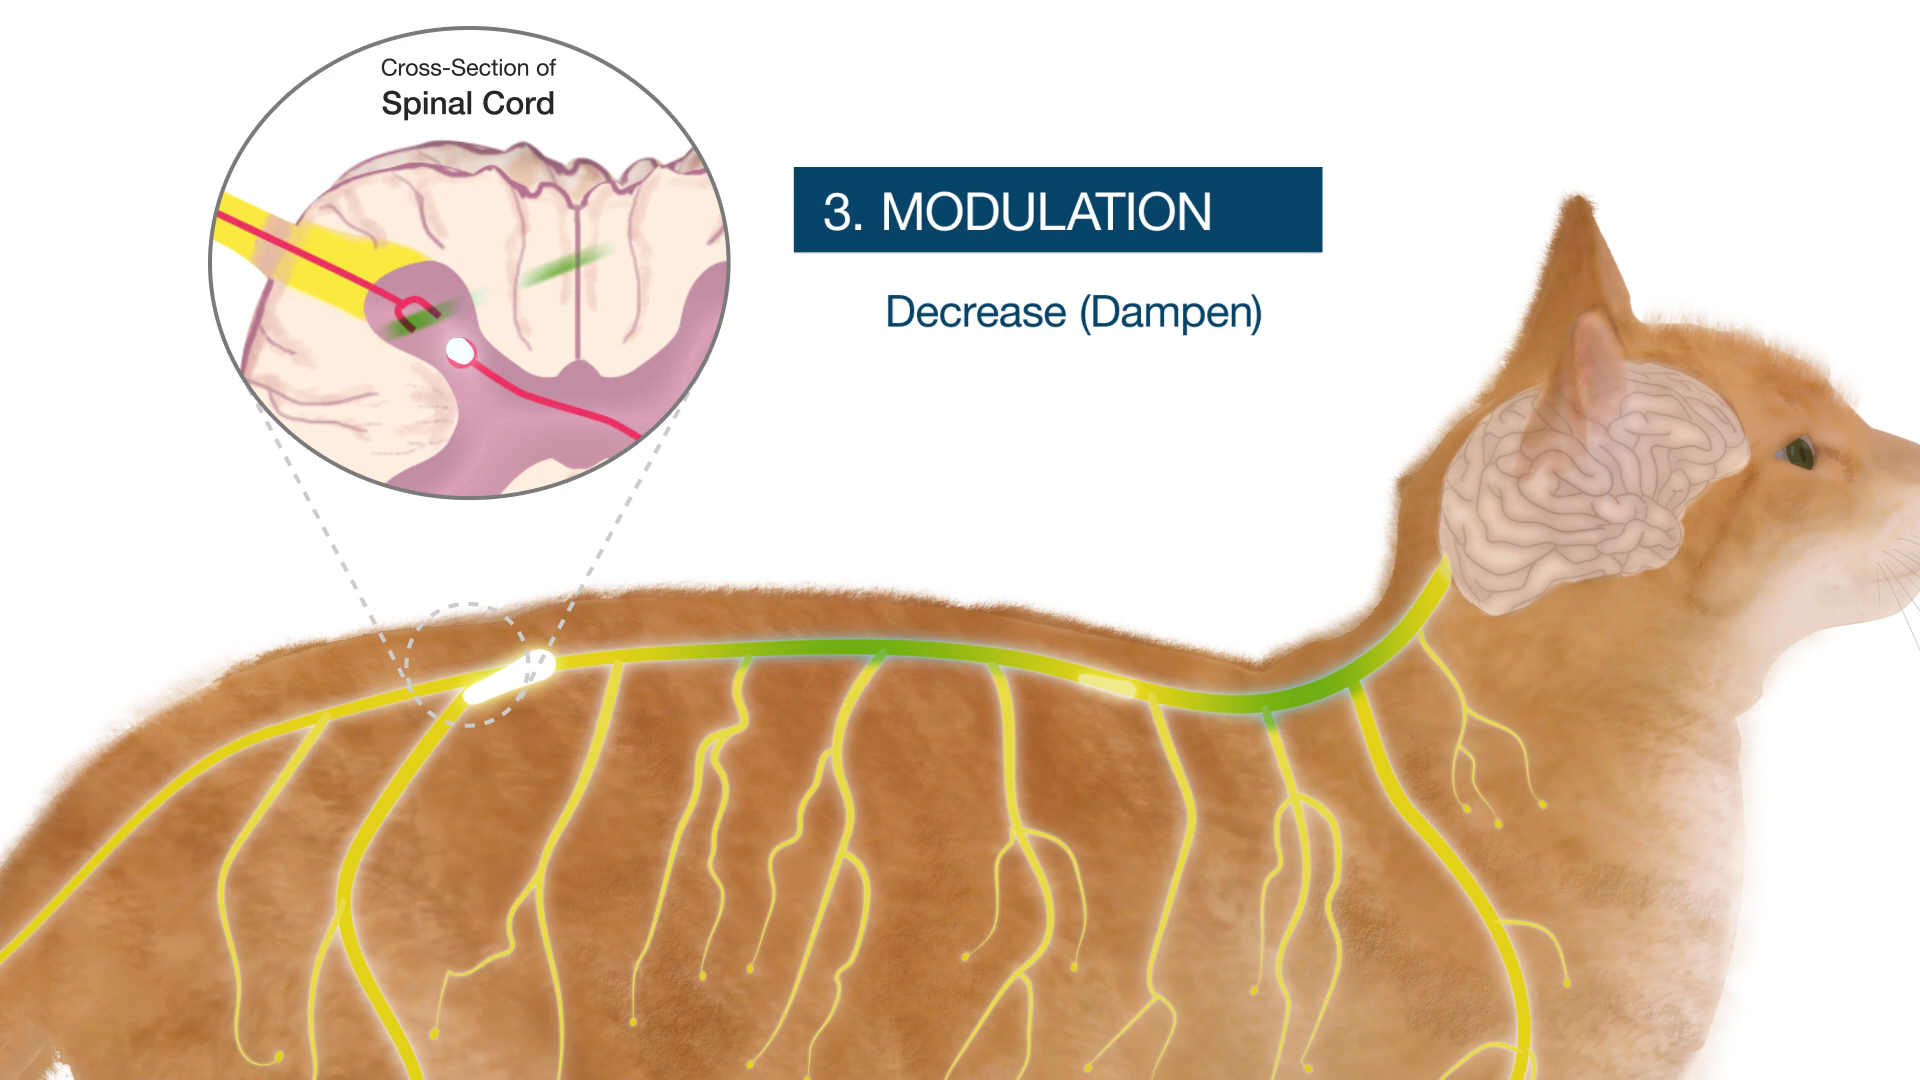 Cross-Section of
Spinal Cord
3. MODULATION
Decrease (Dampen)